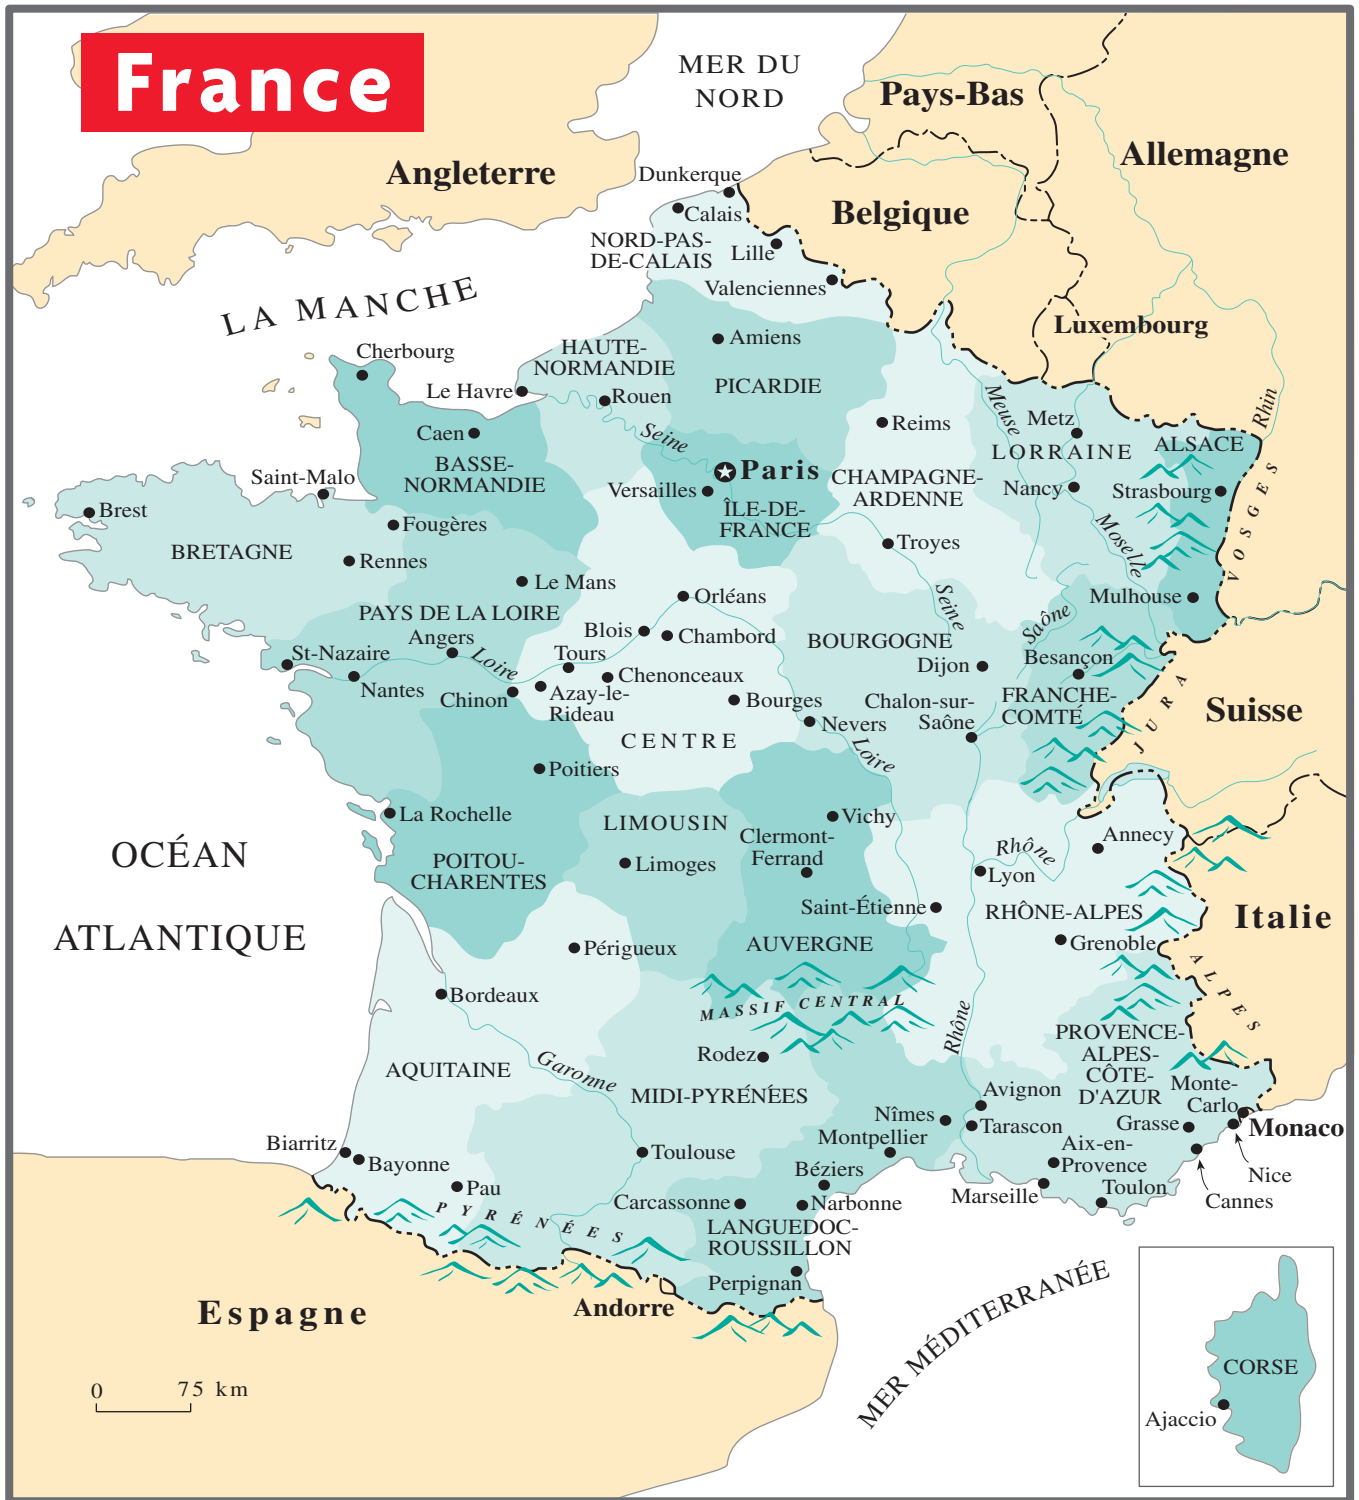 France
MER DU
NORD
Pays-Bas
Allemagne
Angleterre
Dunkerque
Calais
Belgique
NORD-PAS-
DE-CALAIS
Lille
Valenciennes
LA MANCHE
Luxembourg
Cherbourg
HAUTE-
NORMANDIE
Amiens
PICARDIE
Le Havre
Rouen
Meuse
Rhin
Reims
Metz
Caen
Seine
LORRAINE
ALSACE
BASSE-
NORMANDIE
Paris
Saint-Malo
Versailles
CHAMPAGNE-
ARDENNE
Nancy
Strasbourg
VOSGES
Brest
Fougères
ÎLE-DE-
FRANCE
BRETAGNE
Rennes
Troyes
Moselle
Le Mans
Orléans
Seine
Mulhouse
PAYS DE LA LOIRE
Angers
Blois
Chambord
BOURGOGNE
Saône
St-Nazaire
Loire
Tours
Dijon
Besançon
Nantes
Chinon
Azay-le-
Rideau
Chenonceaux
Bourges
Nevers
Chalon-sur-
Saône
FRANCHE-
COMTÉ
JURA
Suisse
CENTRE
Loire
Poitiers
La Rochelle
LIMOUSIN
Vichy
Clermont-
Ferrand
Annecy
OCÉAN
ATLANTIQUE
POITOU-
CHARENTES
Limoges
Rhône
Lyon
Saint-Étienne
RHÔNE-ALPES
Italie
Périgueux
AUVERGNE
Grenoble
ALPES
Bordeaux
MASSIF CENTRAL
Rhône
PROVENCE-
ALPES-
CÔTE-
D'AZUR
Rodez
AQUITAINE
Garonne
MIDI-PYRÉNÉES
Avignon
Monte-
Carlo
Nîmes
Tarascon
Grasse
Monaco
Biarritz
Bayonne
Toulouse
Montpellier
Aix-en-
Provence
Nice
Béziers
Pau
Carcassonne
Narbonne
Marseille
Toulon
Cannes
PYRÉNÉES
LANGUEDOC-
ROUSSILLON
Perpignan
Espagne
Andorre
MER MÉDITERRANÉE
CORSE
Ajaccio
0 75 km